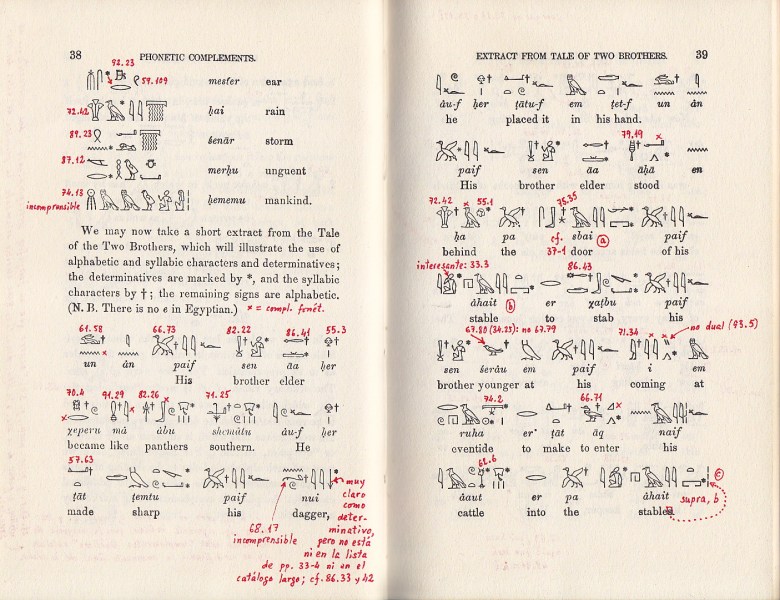 38
PHONETIC COMPLEMENTS.
92.23
59.109
mesťer ear
72.42
ḥai rain
89.23
śenār storm
87.12
merḥu unguent
74.13
incomprensible
ḥememu mankind.
We may now take a short extract from the Tale
of the Two Brothers, which will illustrate the use of
alphabetic and syllabic characters and determinatives;
the determinatives are marked by *, and the syllabic
characters by †; the remaining signs are alphabetic.
(N. B. There is no e in Egyptian.) * = compl. fonét.
61.58 66.73 82.22 86.41 55.3
un ȧn paif sen āa ḥer
His brother elder
70.4 91.29 82.26 71.25
χeperu mȧ ȧbu shemātu ȧu-f ḥer
became like panthers southern. He
57.63
ṭāt ṭemtu paif nui
made sharp his dagger,
68.17
incomprensible
muy
claro
como
deter-
minativo,
pero no está
ni en la lista
de pp. 33-4 ni en el
catálogo largo; cf. 86.33 y 42
EXTRACT FROM TALE OF TWO BROTHERS.
39
ȧu-f ḥer ṭātu-f em ṭet-f un ȧn
he placed it in his hand.
79.19
paif sen āa āḥā en
His brother elder stood
72.42 55.1 75.35
ḥa pa cf. sbai a paif
behind the 37-1 door of his
interesante: 33.3 86.43
ȧhait b er χaṭbu paif
stable to stab his
67.80 (34.25): no 67.79 71.34 no dual (93.5)
sen śerȧu em paif i em
brother younger at his coming at
74.2 66.71
ruha er ṭāt āq naif
eventide to make to enter his
62.6 c
ȧaut er pa ȧhait supra, b
cattle into the stables